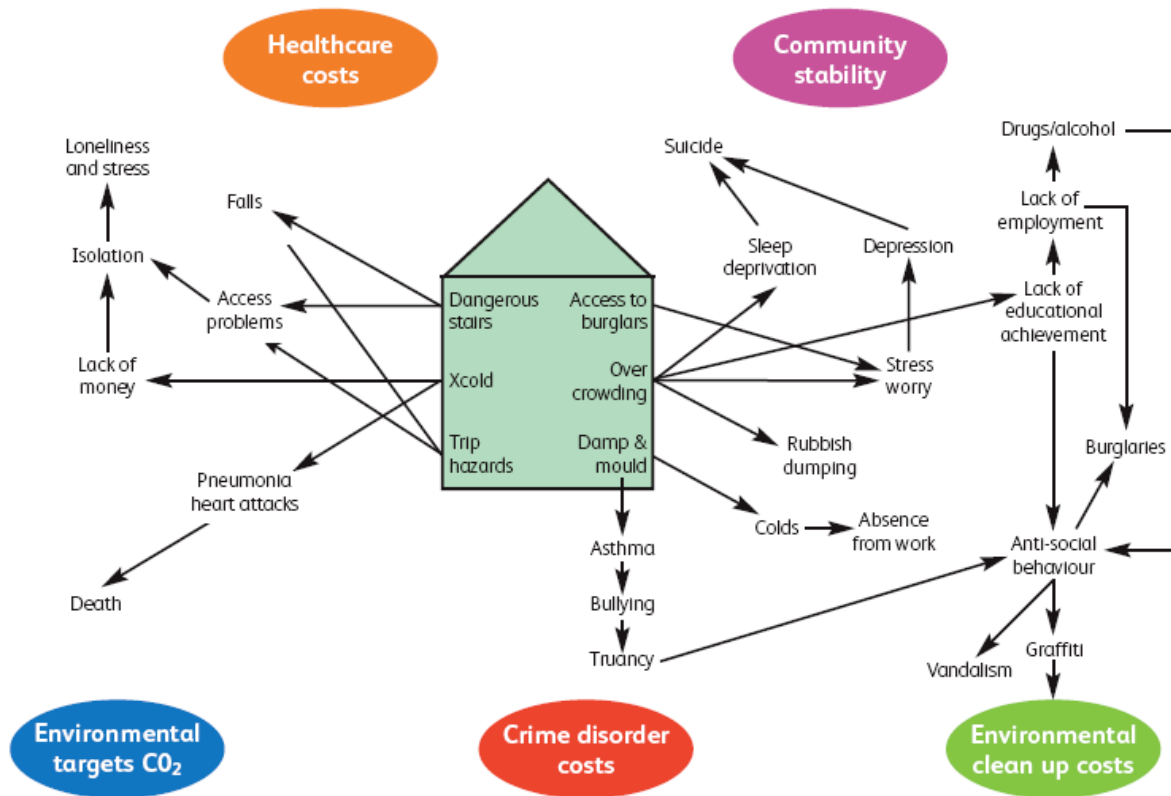 Healthcare
costs
Community
stability
Drugs/alcohol
Loneliness
and stress
Suicide
Falls
Lack of
employment
Isolation
Sleep
deprivation
Depression
Access
problems
Dangerous
stairs
Access to
burglars
Lack of
educational
achievement
Lack of
money
Xcold
Over
crowding
Stress
worry
Trip
hazards
Damp &
mould
Rubbish
dumping
Burglaries
Pneumonia
heart attacks
Colds
Absence
from work
Asthma
Anti-social
behaviour
Death
Bullying
Truancy
Graffiti
Vandalism
Environmental
targets C0₂
Crime disorder
costs
Environmental
clean up costs